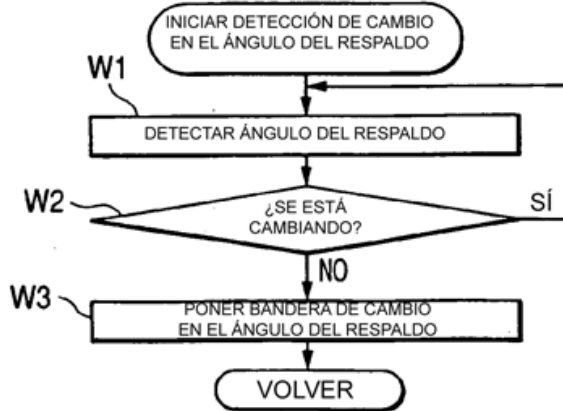 INICIAR DETECCIÓN DE CAMBIO
EN EL ÁNGULO DEL RESPALDO
W1
DETECTAR ÁNGULO DEL RESPALDO
W2
¿SE ESTÁ
CAMBIANDO?
SÍ
NO
W3
PONER BANDERA DE CAMBIO
EN EL ÁNGULO DEL RESPALDO
VOLVER